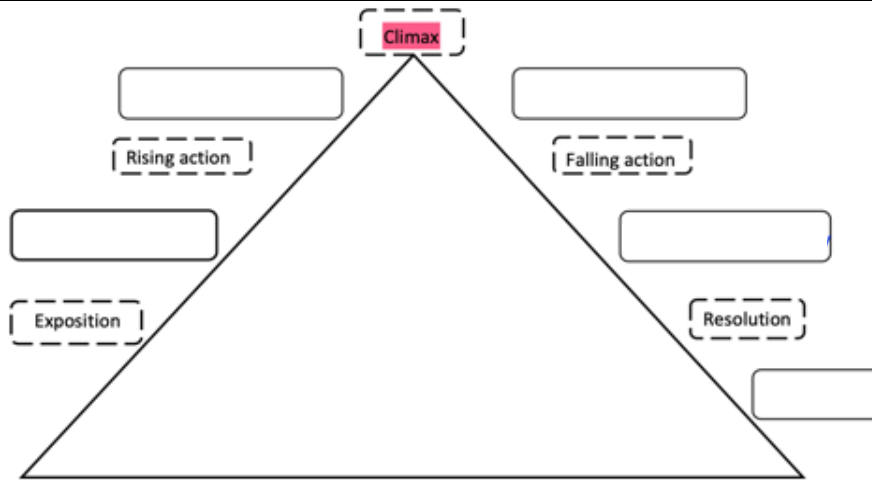 Climax
Rising action
Falling action
Exposition
Resolution